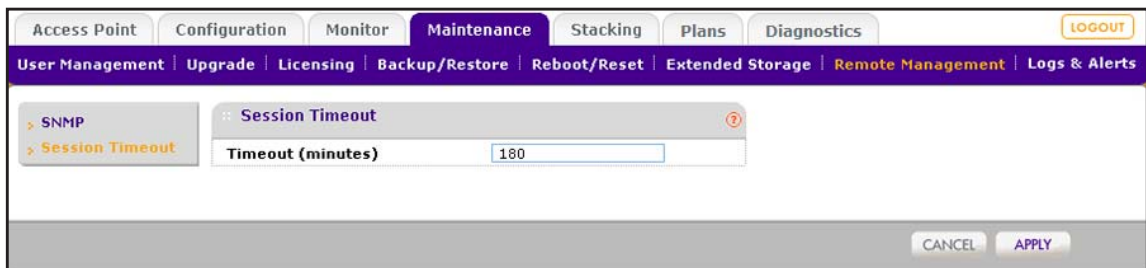 Access Point Configuration Monitor Maintenance Stacking Plans Diagnostics LOGOUT
User Management Upgrade Licensing Backup/Restore Reboot/Reset Extended Storage Remote Management Logs & Alerts
SNMP
Session Timeout
Session Timeout ?
Timeout (minutes) 180
CANCEL APPLY